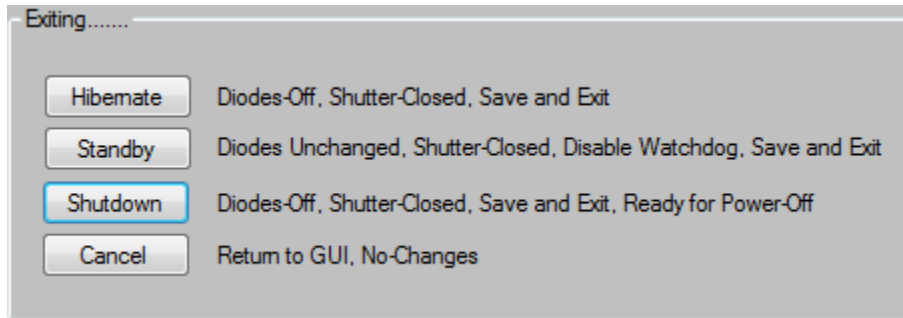 Exiting.......
Hibernate Diodes-Off, Shutter-Closed, Save and Exit
Standby Diodes Unchanged, Shutter-Closed, Disable Watchdog, Save and Exit
Shutdown Diodes-Off, Shutter-Closed, Save and Exit, Ready for Power-Off
Cancel Return to GUI, No-Changes